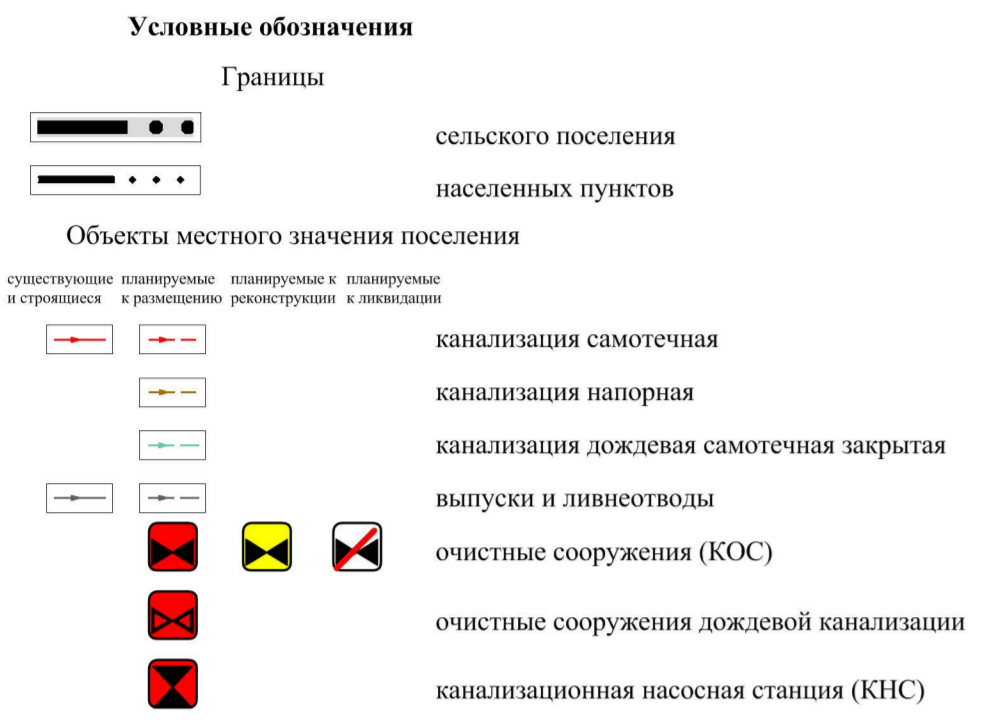 Условные обозначения
Границы
сельского поселения
населенных пунктов
Объекты местного значения поселения
существующие планируемые планируемые к планируемые
и строящиеся к размещению реконструкции к ликвидации
канализация самотечная
канализация напорная
канализация дождевая самотечная закрытая
выпуски и ливнеотводы
очистные сооружения (КОС)
очистные сооружения дождевой канализации
канализационная насосная станция (КНС)